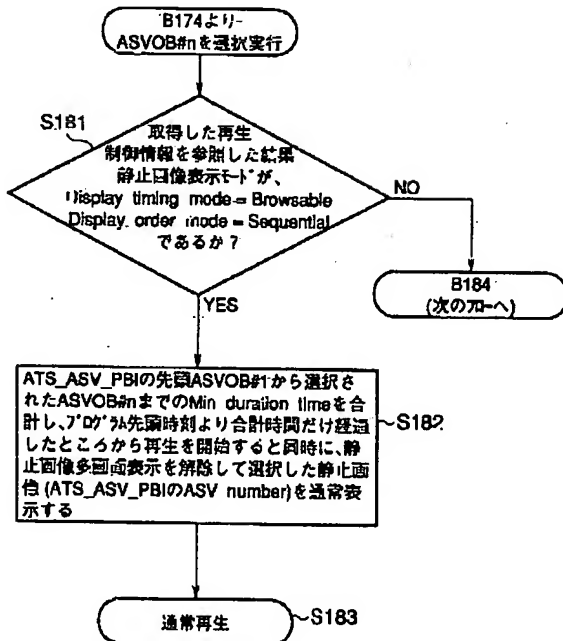 B174より
ASVOB#nを選択実行
S181
取得した再生
制御情報を参照した結果
静止画像表示モードが、
Display timing mode = Browsable
Display order mode = Sequential
であるか?
NO
B184
(次のフローへ)
YES
ATS_ASV_PBIの先頭ASVOB#1から選択さ
れたASVOB#nまでのMin duration timeを合
計し、プログラム先頭時刻より合計時間だけ経過
したところから再生を開始すると同時に、静
止画像多画面表示を解除して選択した静止画
像 (ATS_ASV_PBIのASV number)を通常表
示する
S182
通常再生
S183